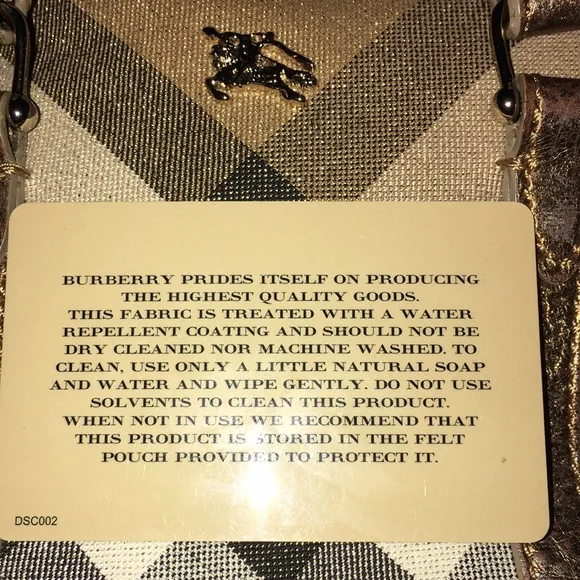 BURBERRY PRIDES ITSELF ON PRODUCING
THE HIGHEST QUALITY GOODS.
THIS FABRIC IS TREATED WITH A WATER
REPELLENT COATING AND SHOULD NOT BE
DRY CLEANED NOR MACHINE WASHED. TO
CLEAN, USE ONLY A LITTLE NATURAL SOAP
AND WATER AND WIPE GENTLY. DO NOT USE
SOLVENTS TO CLEAN THIS PRODUCT.
WHEN NOT IN USE WE RECOMMEND THAT
THIS PRODUCT IS STORED IN THE FELT
POUCH PROVIDED TO PROTECT IT.
DSC002